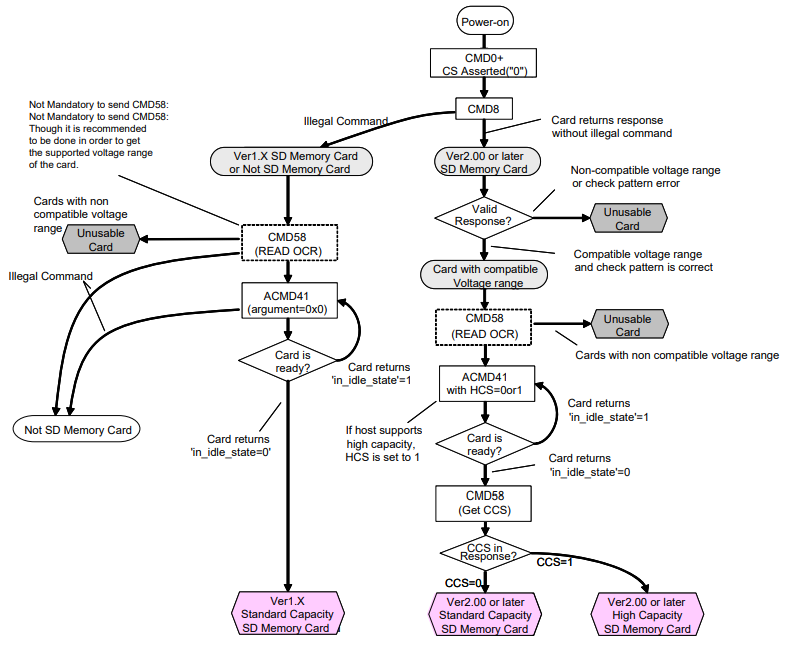 Power-on
CMD0+
CS Asserted("0")
CMD8
Illegal Command
Card returns response
without illegal command
Not Mandatory to send CMD58:
Not Mandatory to send CMD58:
Though it is recommended
to be done in order to get
the supported voltage range
of the card.
Ver1.X SD Memory Card
or Not SD Memory Card
Ver2.00 or later
SD Memory Card
Non-compatible voltage range
or check pattern error
Cards with non
compatible voltage
range
Unusable
Card
CMD58
(READ OCR)
Valid
Response?
Unusable
Card
Compatible voltage range
and check pattern is correct
Illegal Command
Card with compatible
Voltage range
ACMD41
(argument=0x0)
CMD58
(READ OCR)
Unusable
Card
Cards with non compatible voltage range
Card is
ready?
Card returns
'in_idle_state'=1
ACMD41
with HCS=0or1
Card returns
'in_idle_state'=1
Not SD Memory Card
Card returns
'in_idle_state=0'
If host supports
high capacity,
HCS is set to 1
Card is
ready?
Card returns
'in_idle_state'=0
CMD58
(Get CCS)
CCS in
Response?
CCS=1
CCS=0
Ver1.X
Standard Capacity
SD Memory Card
Ver2.00 or later
Standard Capacity
SD Memory Card
Ver2.00 or later
High Capacity
SD Memory Card